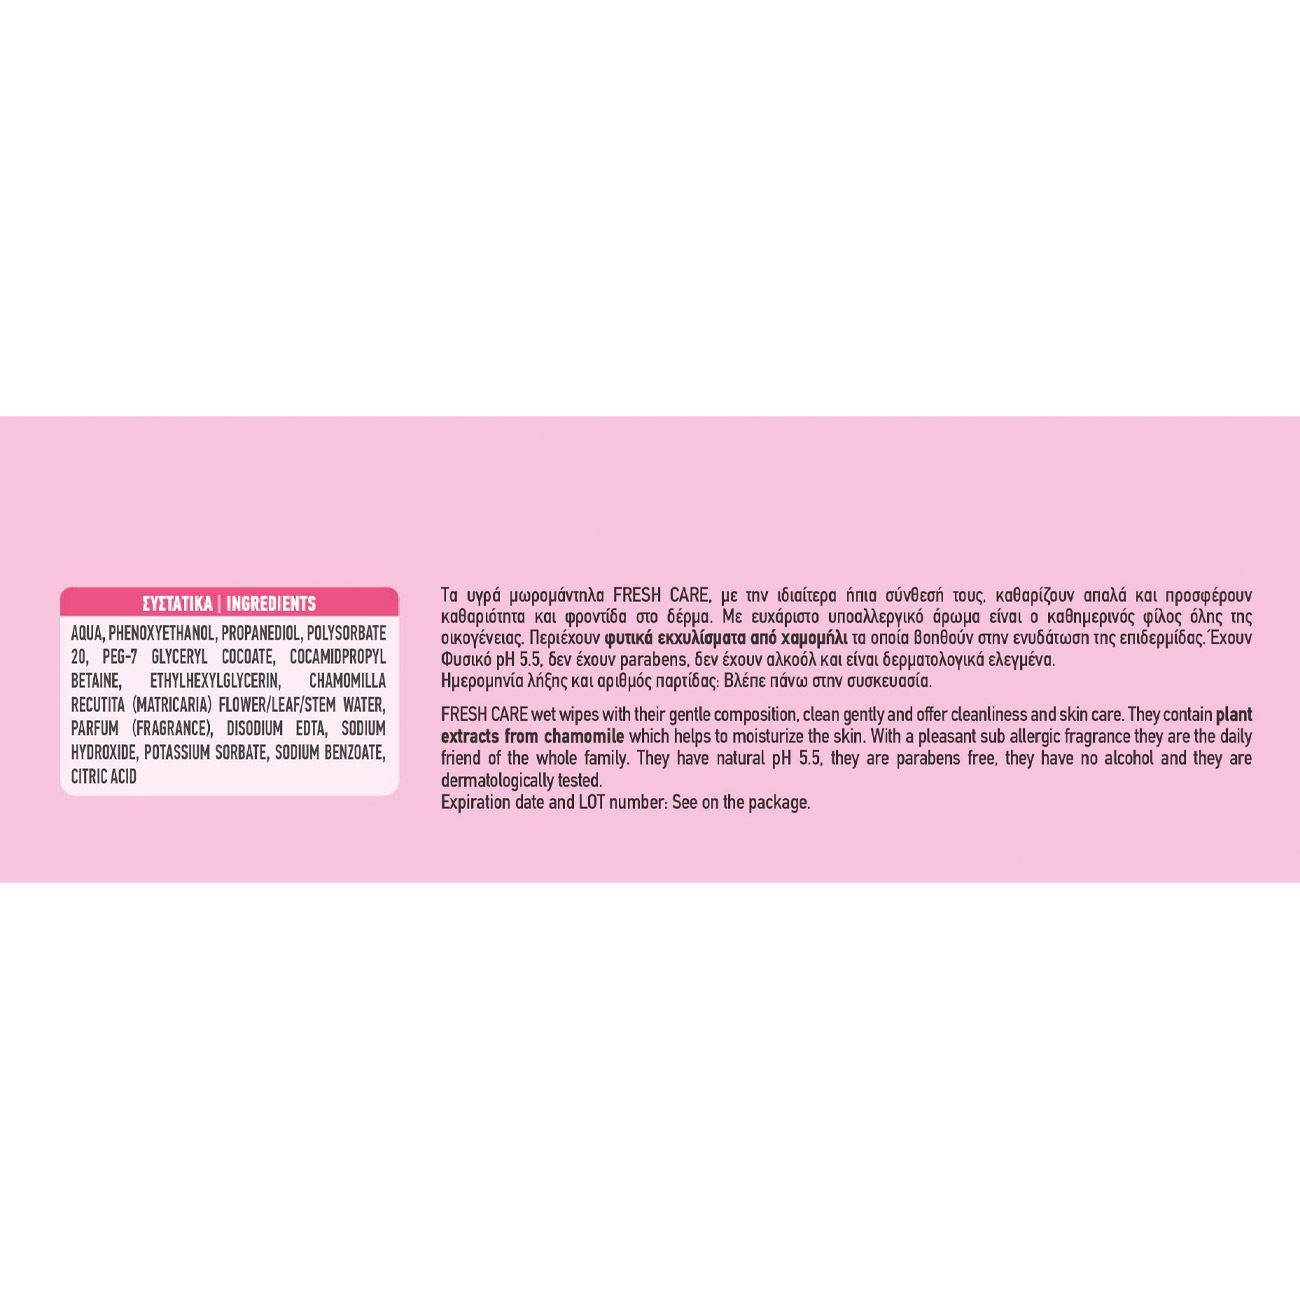 ΣΥΣΤΑΤΙΚΑ | INGREDIENTS
AQUA, PHENOXYETHANOL, PROPANEDIOL, POLYSORBATE
20, PEG-7 GLYCERYL COCOATE, COCAMIDPROPYL
BETAINE, ETHYLHEXYLGLYCERIN, CHAMOMILLA
RECUTITA (MATRICARIA) FLOWER/LEAF/STEM WATER,
PARFUM (FRAGRANCE), DISODIUM EDTA, SODIUM
HYDROXIDE, POTASSIUM SORBATE, SODIUM BENZOATE,
CITRIC ACID
Τα υγρά μωρομάντηλα FRESH CARE, με την ιδιαίτερα ήπια σύνθεσή τους, καθαρίζουν απαλά και προσφέρουν
καθαριότητα και φροντίδα στο δέρμα. Με ευχάριστο υποαλλεργικό άρωμα είναι ο καθημερινός φίλος όλης της
οικογένειας. Περιέχουν φυτικά εκχυλίσματα από χαμομήλι τα οποία βοηθούν στην ενυδάτωση της επιδερμίδας. Έχουν
Φυσικό pH 5.5, δεν έχουν parabens, δεν έχουν αλκοόλ και είναι δερματολογικά ελεγμένα.
Ημερομηνία λήξης και αριθμός παρτίδας: Βλέπε πάνω στην συσκευασία.
FRESH CARE wet wipes with their gentle composition, clean gently and offer cleanliness and skin care. They contain plant
extracts from chamomile which helps to moisturize the skin. With a pleasant sub allergic fragrance they are the daily
friend of the whole family. They have natural pH 5.5, they are parabens free, they have no alcohol and they are
dermatologically tested.
Expiration date and LOT number: See on the package.